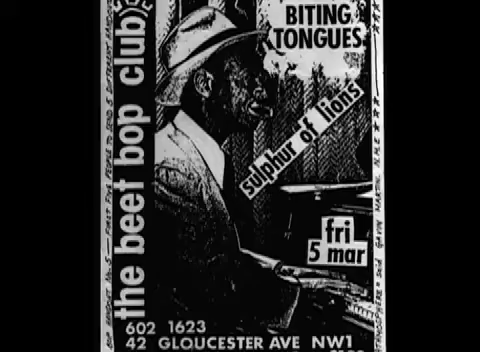 BITING
TONGUES
the beet bop club
sulphur of lions
fri
5 mar
602 1623
42 GLOUCESTER AVE NW1